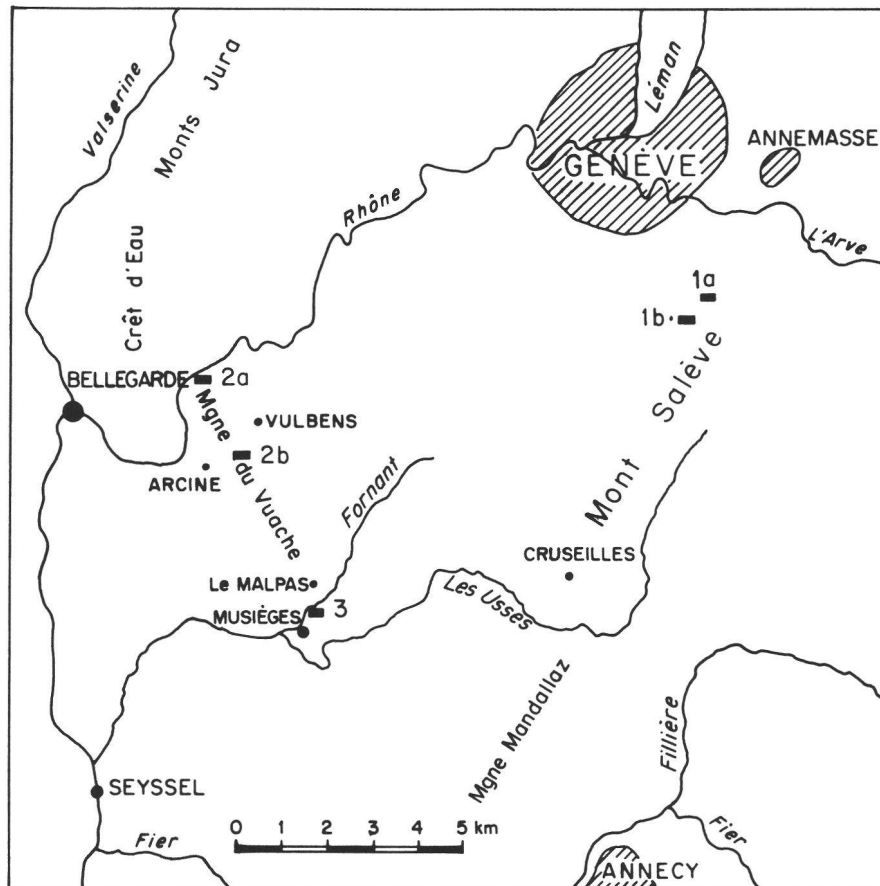 Valserine
Monts Jura
Léman
ANNEMASSE
GENÈVE
Rhône
L'Arve
Crêt d'Eau
1a
1b
Mont Salève
BELLEGARDE
2a
VULBENS
2b
Mgne du Vuache
ARCINE
Fornant
Le MALPAS
CRUSEILLES
MUSIÈGES
3
Les Usses
Mgne Mandallaz
Fillière
SEYSSEL
0 1 2 3 4 5 km
Fier
Fier
ANNECY